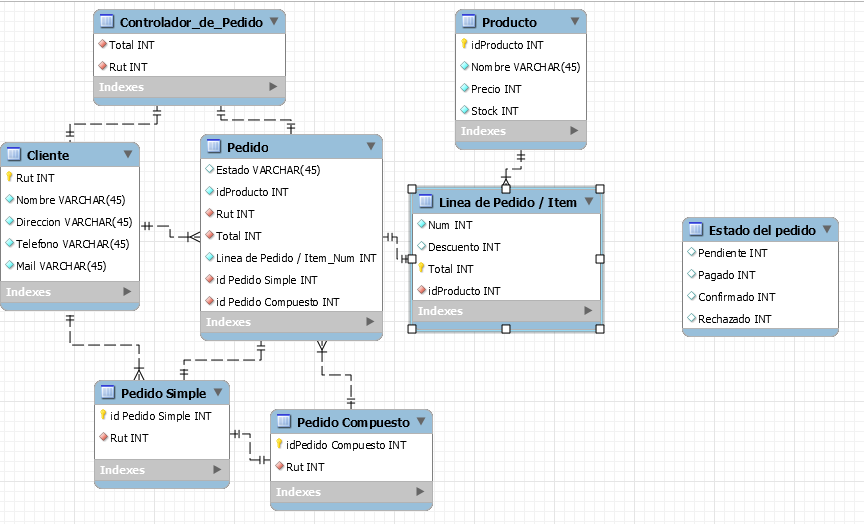 Controlador_de_Pedido
Total INT
Rut INT
Indexes
Producto
idProducto INT
Nombre VARCHAR(45)
Precio INT
Stock INT
Indexes
Cliente
Rut INT
Nombre VARCHAR(45)
Direccion VARCHAR(45)
Telefono VARCHAR(45)
Mail VARCHAR(45)
Indexes
Pedido
Estado VARCHAR(45)
idProducto INT
Rut INT
Total INT
Linea de Pedido / Item_Num INT
id Pedido Simple INT
id Pedido Compuesto INT
Indexes
Linea de Pedido / Item
Num INT
Descuento INT
Total INT
idProducto INT
Indexes
Estado del pedido
Pendiente INT
Pagado INT
Confirmado INT
Rechazado INT
Pedido Simple
id Pedido Simple INT
Rut INT
Indexes
Pedido Compuesto
idPedido Compuesto INT
Rut INT
Indexes